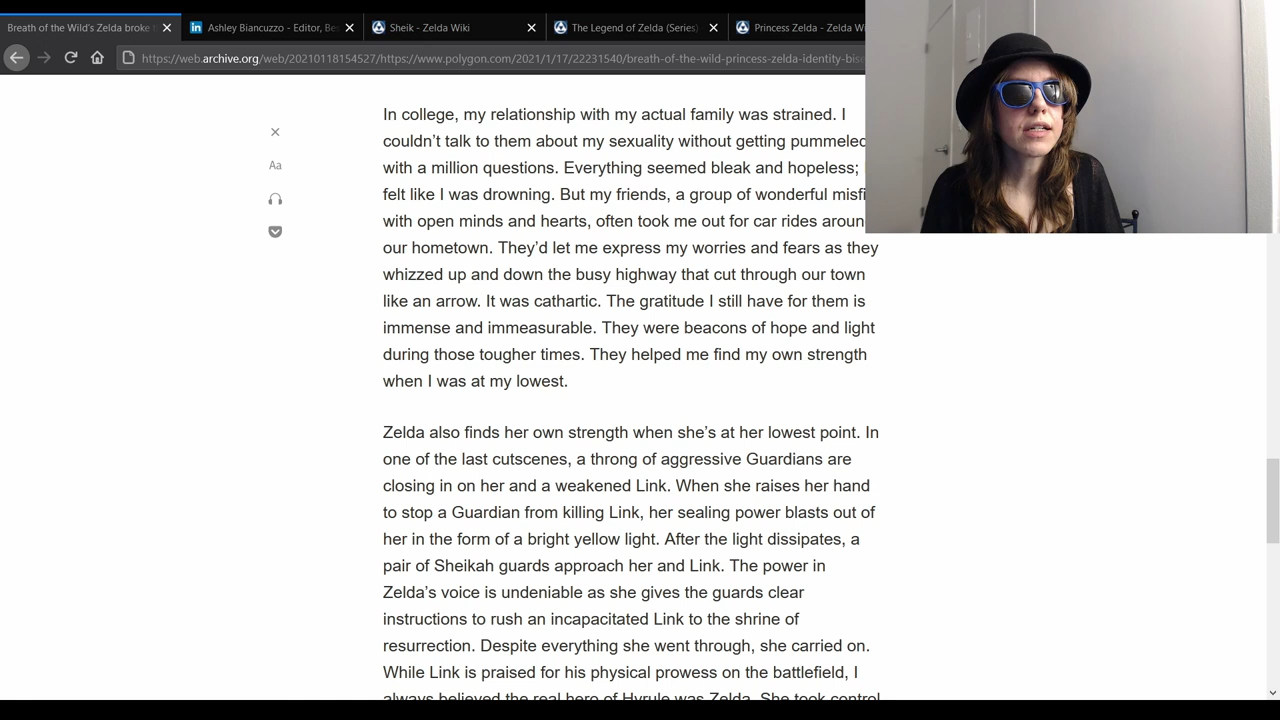 Breath of the Wild's Zelda broke
Ashley Biancuzzo - Editor, Be
Sheik - Zelda Wiki
The Legend of Zelda (Series)
Princess Zelda - Zelda Wi
https://web.archive.org/web/20210118154527/https://www.polygon.com/2021/1/17/22231540/breath-of-the-wild-princess-zelda-identity-bise
Aa
In college, my relationship with my actual family was strained. I
couldn't talk to them about my sexuality without getting pummeled
with a million questions. Everything seemed bleak and hopeless;
felt like I was drowning. But my friends, a group of wonderful misfi
with open minds and hearts, often took me out for car rides aroun
our hometown. They'd let me express my worries and fears as they
whizzed up and down the busy highway that cut through our town
like an arrow. It was cathartic. The gratitude I still have for them is
immense and immeasurable. They were beacons of hope and light
during those tougher times. They helped me find my own strength
when I was at my lowest.
Zelda also finds her own strength when she's at her lowest point. In
one of the last cutscenes, a throng of aggressive Guardians are
closing in on her and a weakened Link. When she raises her hand
to stop a Guardian from killing Link, her sealing power blasts out of
her in the form of a bright yellow light. After the light dissipates, a
pair of Sheikah guards approach her and Link. The power in
Zelda's voice is undeniable as she gives the guards clear
instructions to rush an incapacitated Link to the shrine of
resurrection. Despite everything she went through, she carried on.
While Link is praised for his physical prowess on the battlefield, I
always believed the real hero of Hyrule was Zelda. She took control